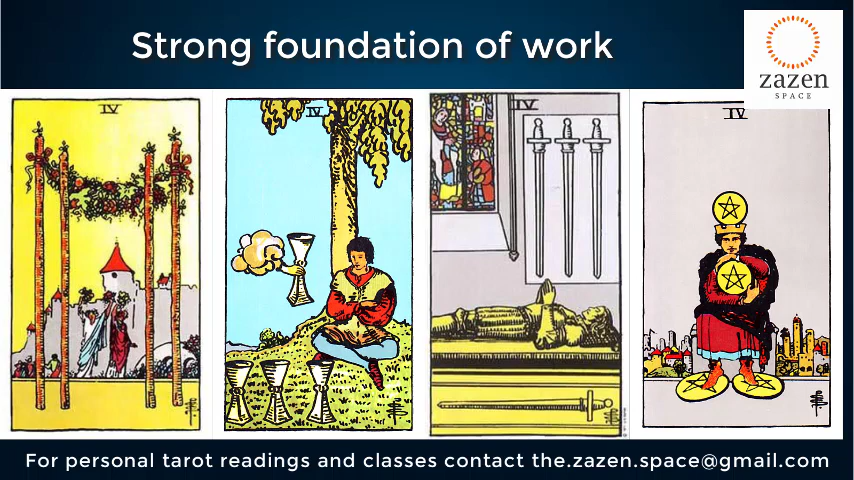 Strong foundation of work
zazen
SPACE
IV
IV
IV
IV
For personal tarot readings and classes contact the.zazen.space@gmail.com